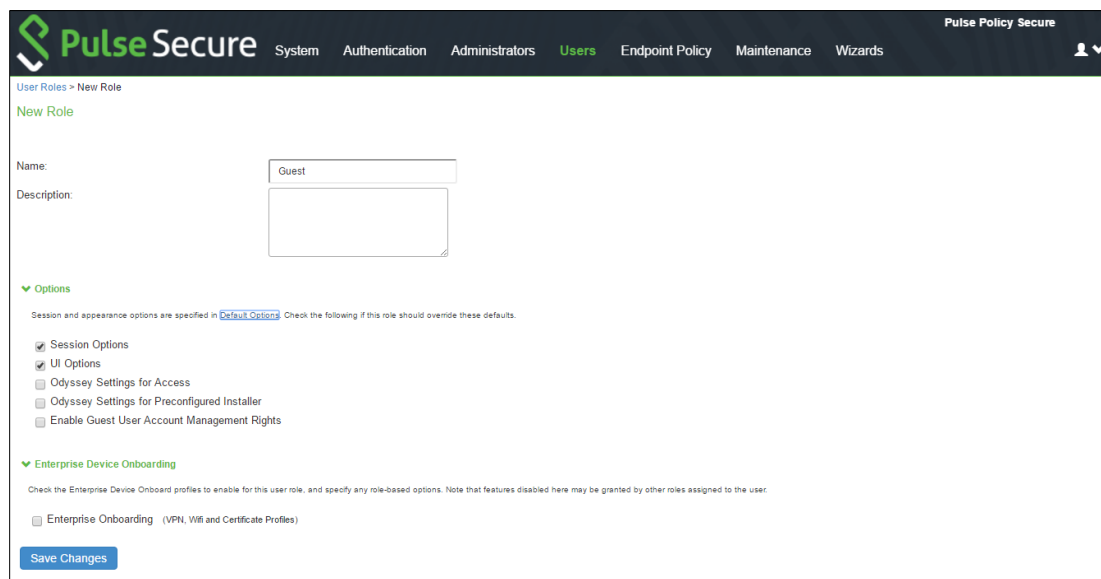 Pulse Policy Secure
Pulse Secure System Authentication Administrators Users Endpoint Policy Maintenance Wizards
User Roles > New Role
New Role
Name: Guest
Description:
Options
Session and appearance options are specified in Default Options. Check the following if this role should override these defaults.
Session Options
UI Options
Odyssey Settings for Access
Odyssey Settings for Preconfigured Installer
Enable Guest User Account Management Rights
Enterprise Device Onboarding
Check the Enterprise Device Onboard profiles to enable for this user role, and specify any role-based options. Note that features disabled here may be granted by other roles assigned to the user.
Enterprise Onboarding (VPN, Wifi and Certificate Profiles)
Save Changes